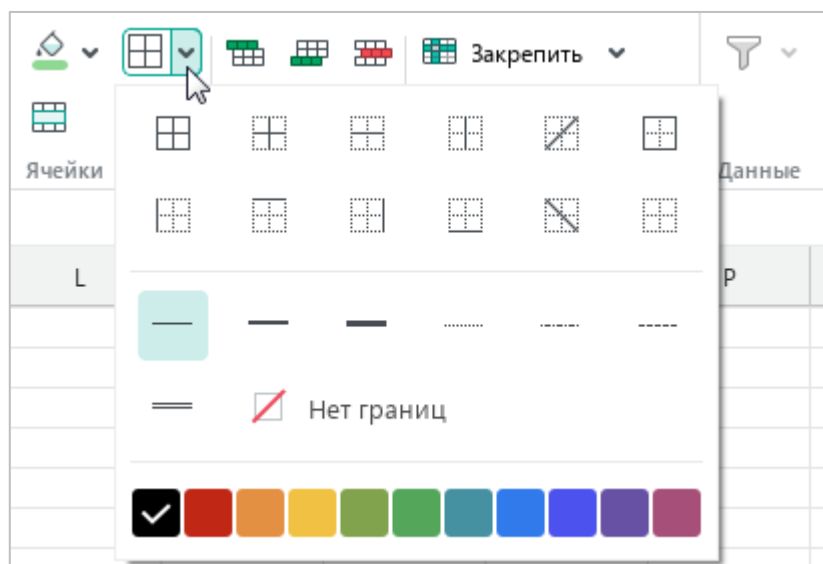 Закрепить
Ячейки
Данные
L
P
Нет границ